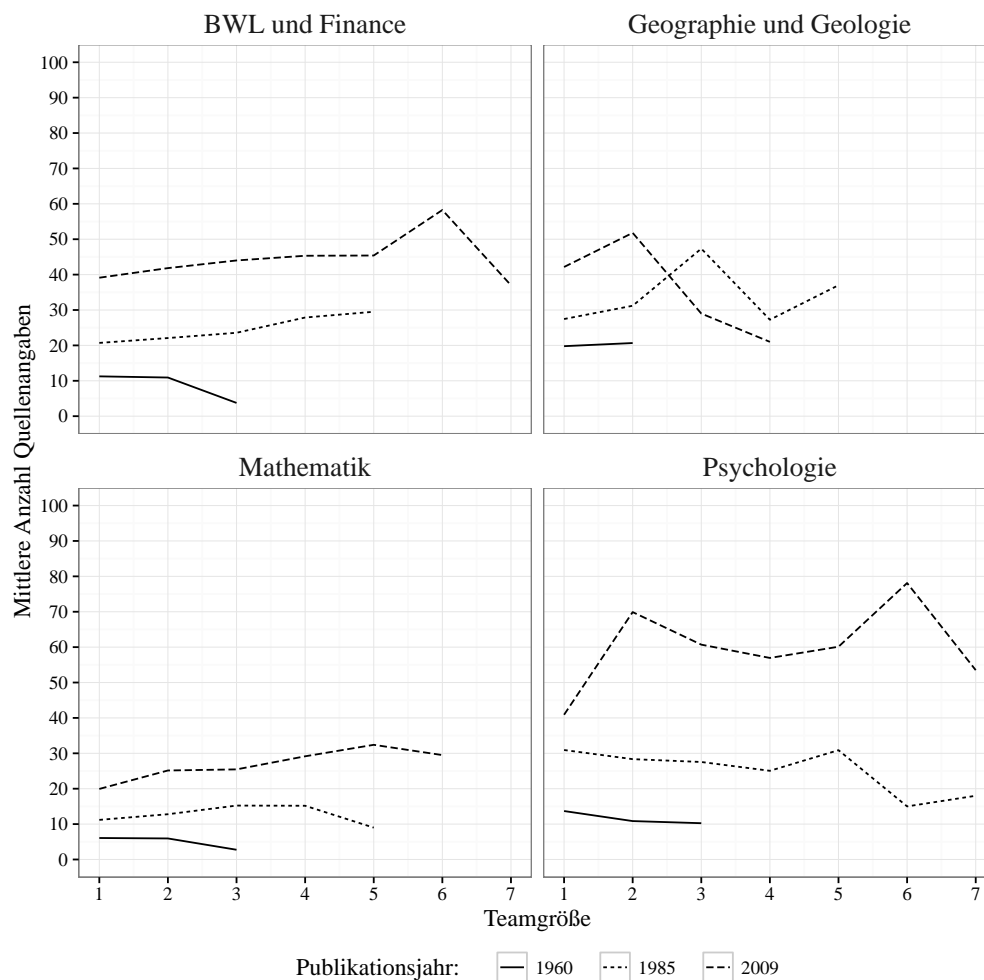 BWL und Finance
Geographie und Geologie
100
90
80
70
60
50
40
30
20
10
0
Mathematik
Psychologie
100
90
80
70
60
50
40
30
20
10
0
Mittlere Anzahl Quellenangaben
1 2 3 4 5 6 7 1 2 3 4 5 6 7
Teamgröße
Publikationsjahr: 1960 1985 2009